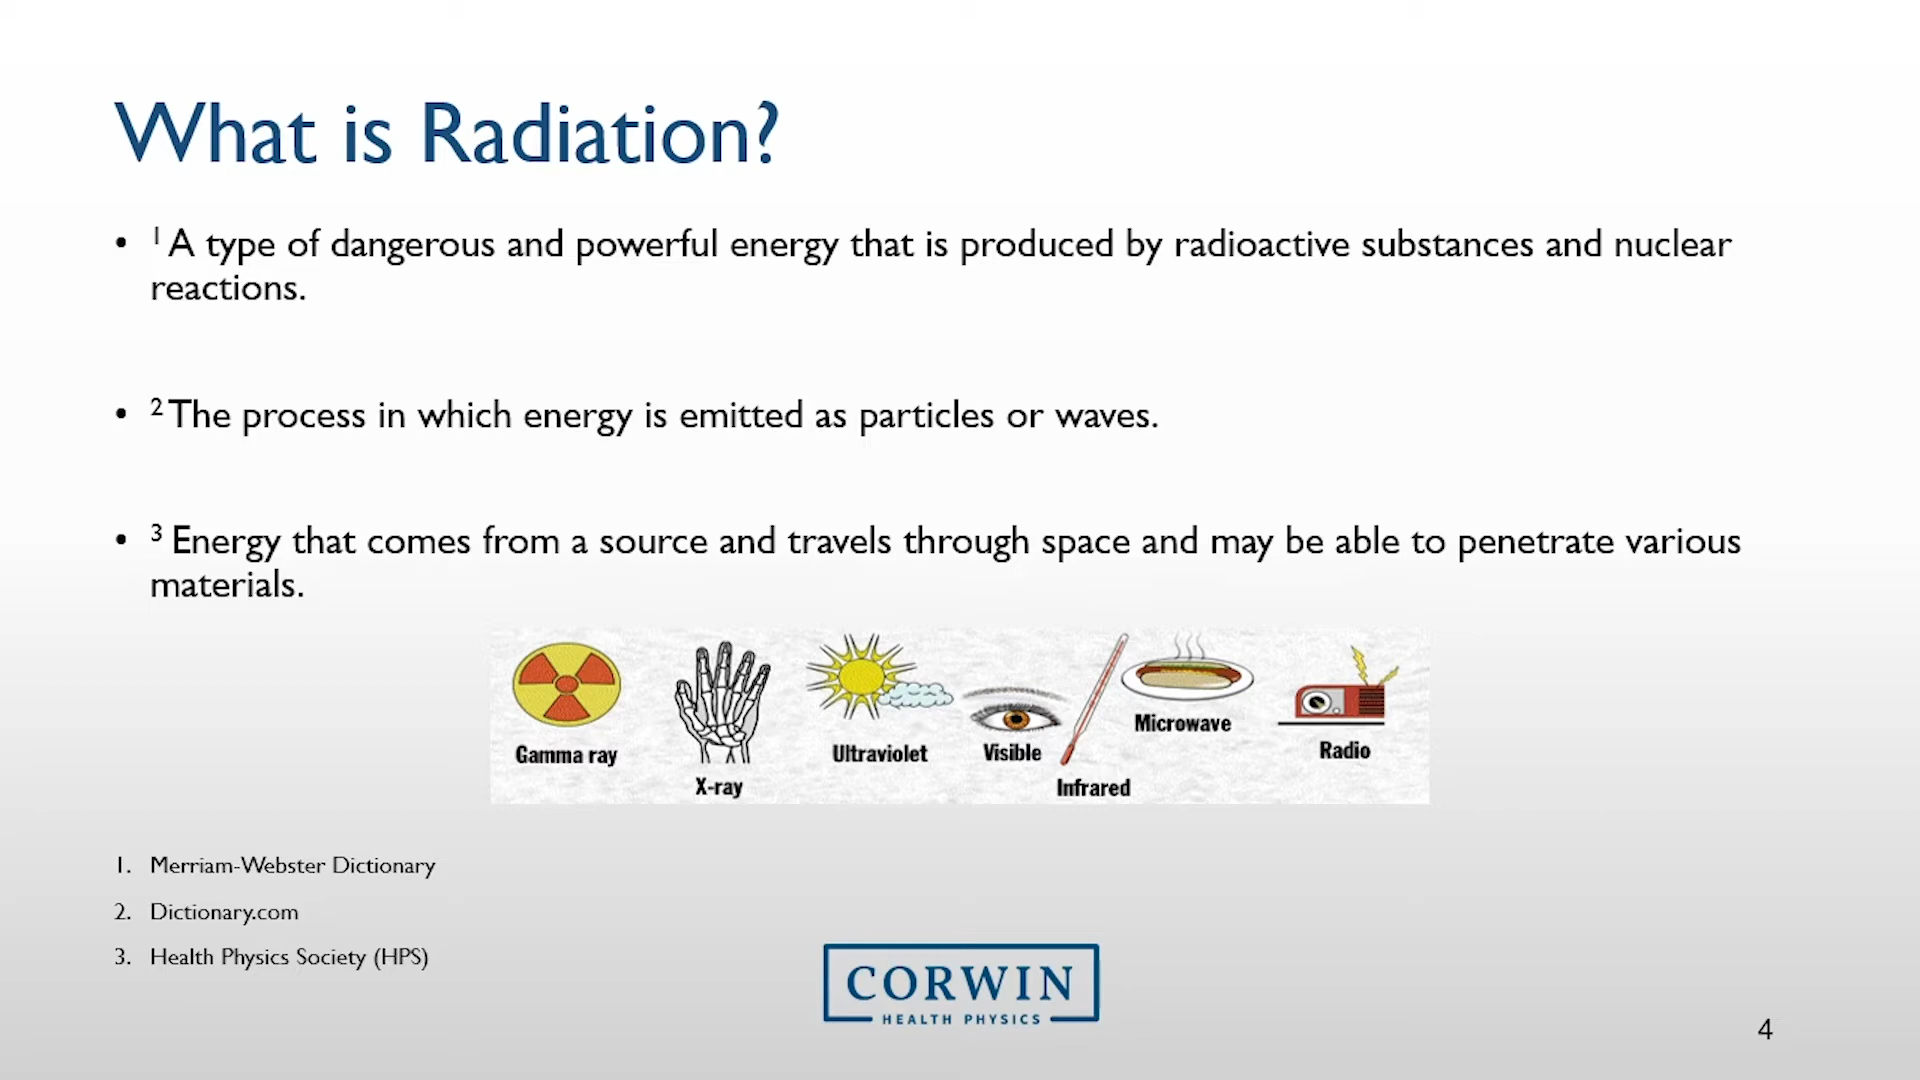 What is Radiation?
• ¹ A type of dangerous and powerful energy that is produced by radioactive substances and nuclear
reactions.
• ² The process in which energy is emitted as particles or waves.
• ³ Energy that comes from a source and travels through space and may be able to penetrate various
materials.
Gamma ray
X-ray
Ultraviolet
Visible
Infrared
Microwave
Radio
1. Merriam-Webster Dictionary
2. Dictionary.com
3. Health Physics Society (HPS)
CORWIN
HEALTH PHYSICS
4